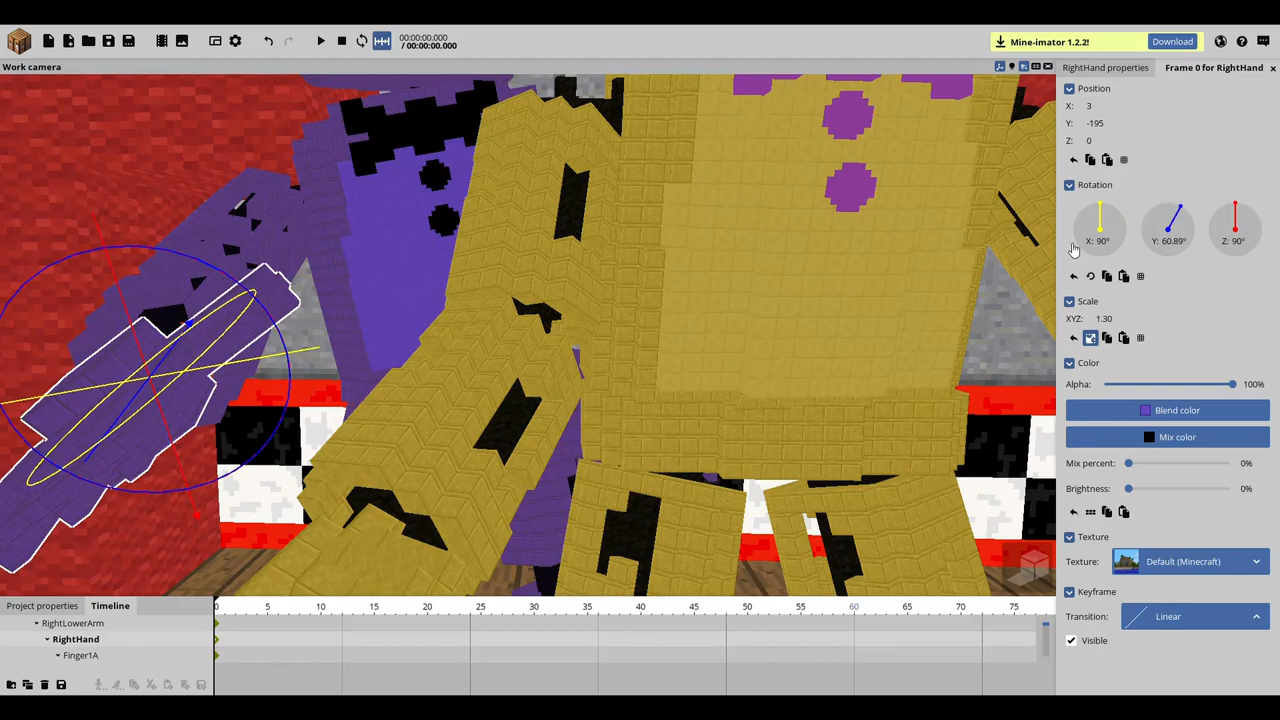 00:00:00.000
/ 00:00:00.000
Mine-imator 1.2.2!
Download
Work camera
RightHand properties
Frame 0 for RightHand
Position
X: 3
Y: -195
Z: 0
Rotation
X: 90°
Y: 60.89°
Z: 90°
Scale
XYZ: 1.30
Color
Alpha:
100%
Blend color
Mix color
Mix percent:
0%
Brightness:
0%
Texture
Texture:
Default (Minecraft)
Keyframe
Transition:
Linear
Visible
Project properties
Timeline
0 5 10 15 20 25 30 35 40 45 50 55 60 65 70 75
RightLowerArm
RightHand
Finger1A